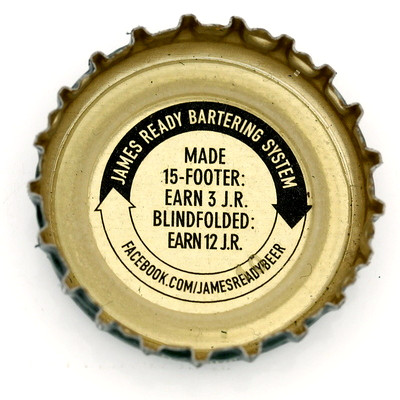 JAMES READY BARTERING SYSTEM
MADE
15-FOOTER:
EARN 3 J.R.
BLINDFOLDED:
EARN 12 J.R.
FACEBOOK.COM/JAMESREADYBEER